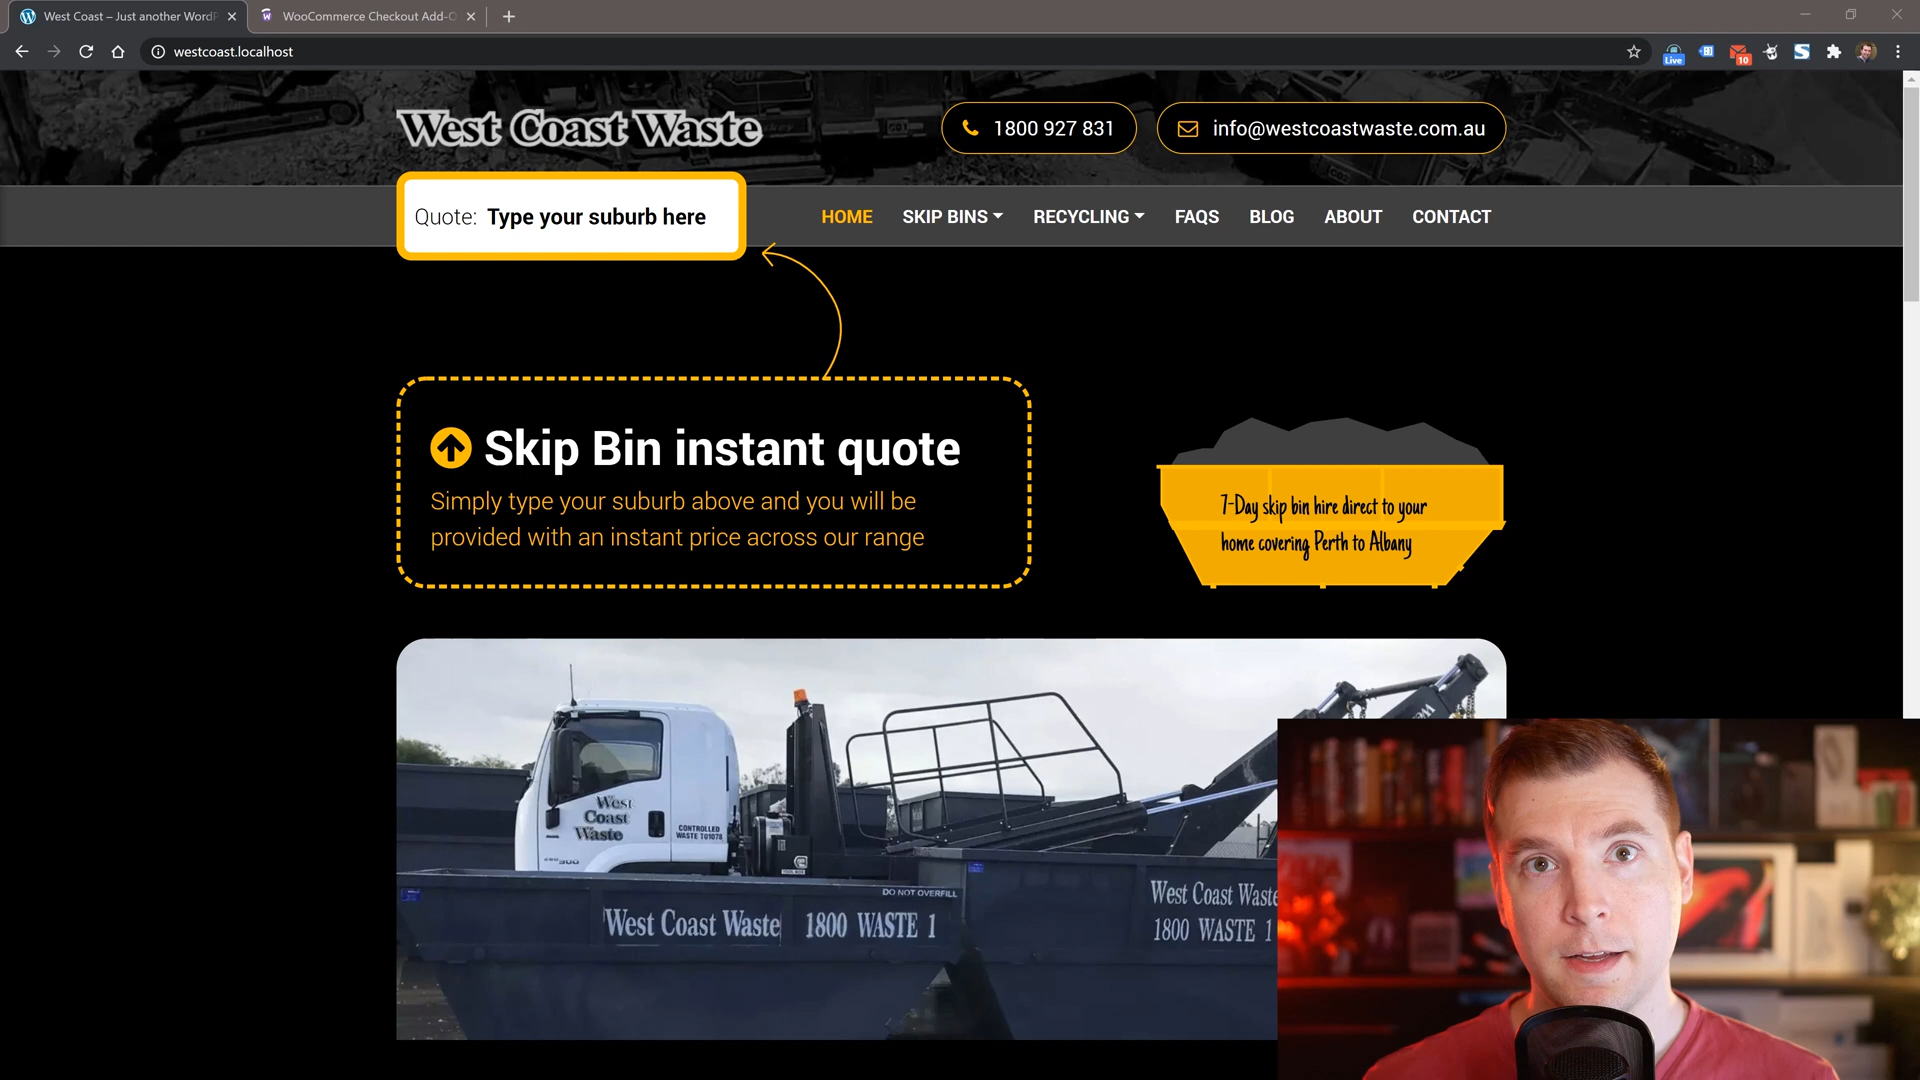 West Coast – Just another WordP
WooCommerce Checkout Add-O
westcoast.localhost
Live
10
West Coast Waste
1800 927 831
info@westcoastwaste.com.au
Quote: Type your suburb here
HOME
SKIP BINS
RECYCLING
FAQS
BLOG
ABOUT
CONTACT
Skip Bin instant quote
Simply type your suburb above and you will be
provided with an instant price across our range
7-Day skip bin hire direct to your
home covering Perth to Albany
West
Coast
Waste
CONTROLLED
WASTE T01078
300
DO NOT OVERFILL
West Coast Waste 1800 WASTE 1
West Coast Waste
1800 WASTE 1